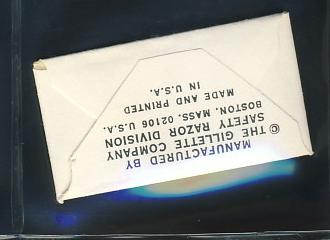 MANUFACTURED BY
© THE GILLETTE COMPANY
SAFETY RAZOR DIVISION
BOSTON, MASS. 02106 U.S.A.
MADE AND PRINTED
IN U.S.A.